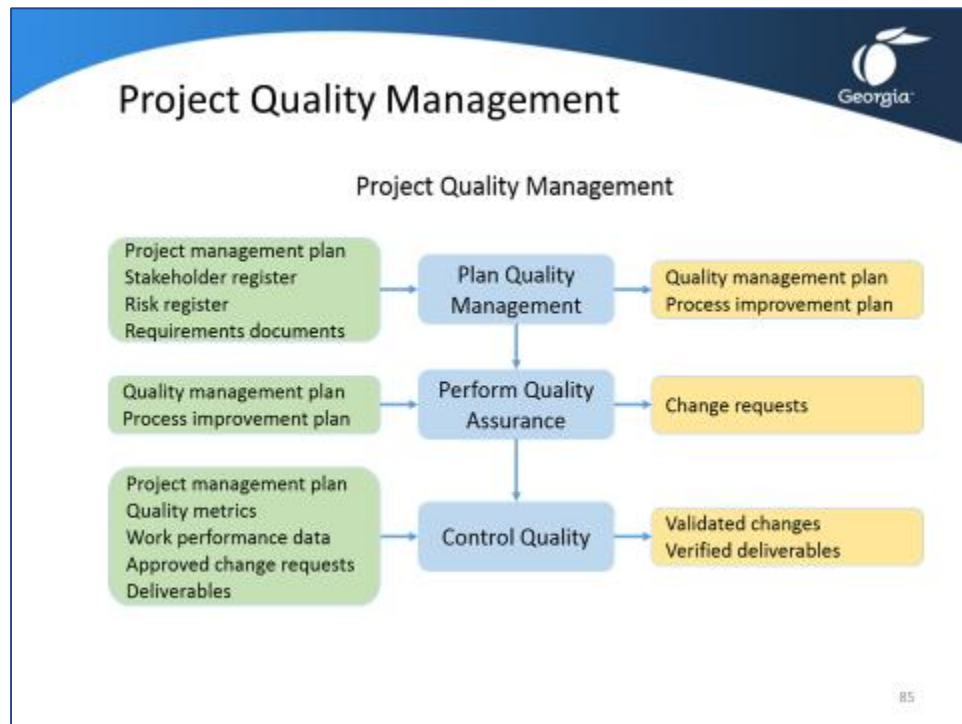 Georgia
Project Quality Management
Project Quality Management
Project management plan
Stakeholder register
Risk register
Requirements documents
Plan Quality
Management
Quality management plan
Process improvement plan
Quality management plan
Process improvement plan
Perform Quality
Assurance
Change requests
Project management plan
Quality metrics
Work performance data
Approved change requests
Deliverables
Control Quality
Validated changes
Verified deliverables
85